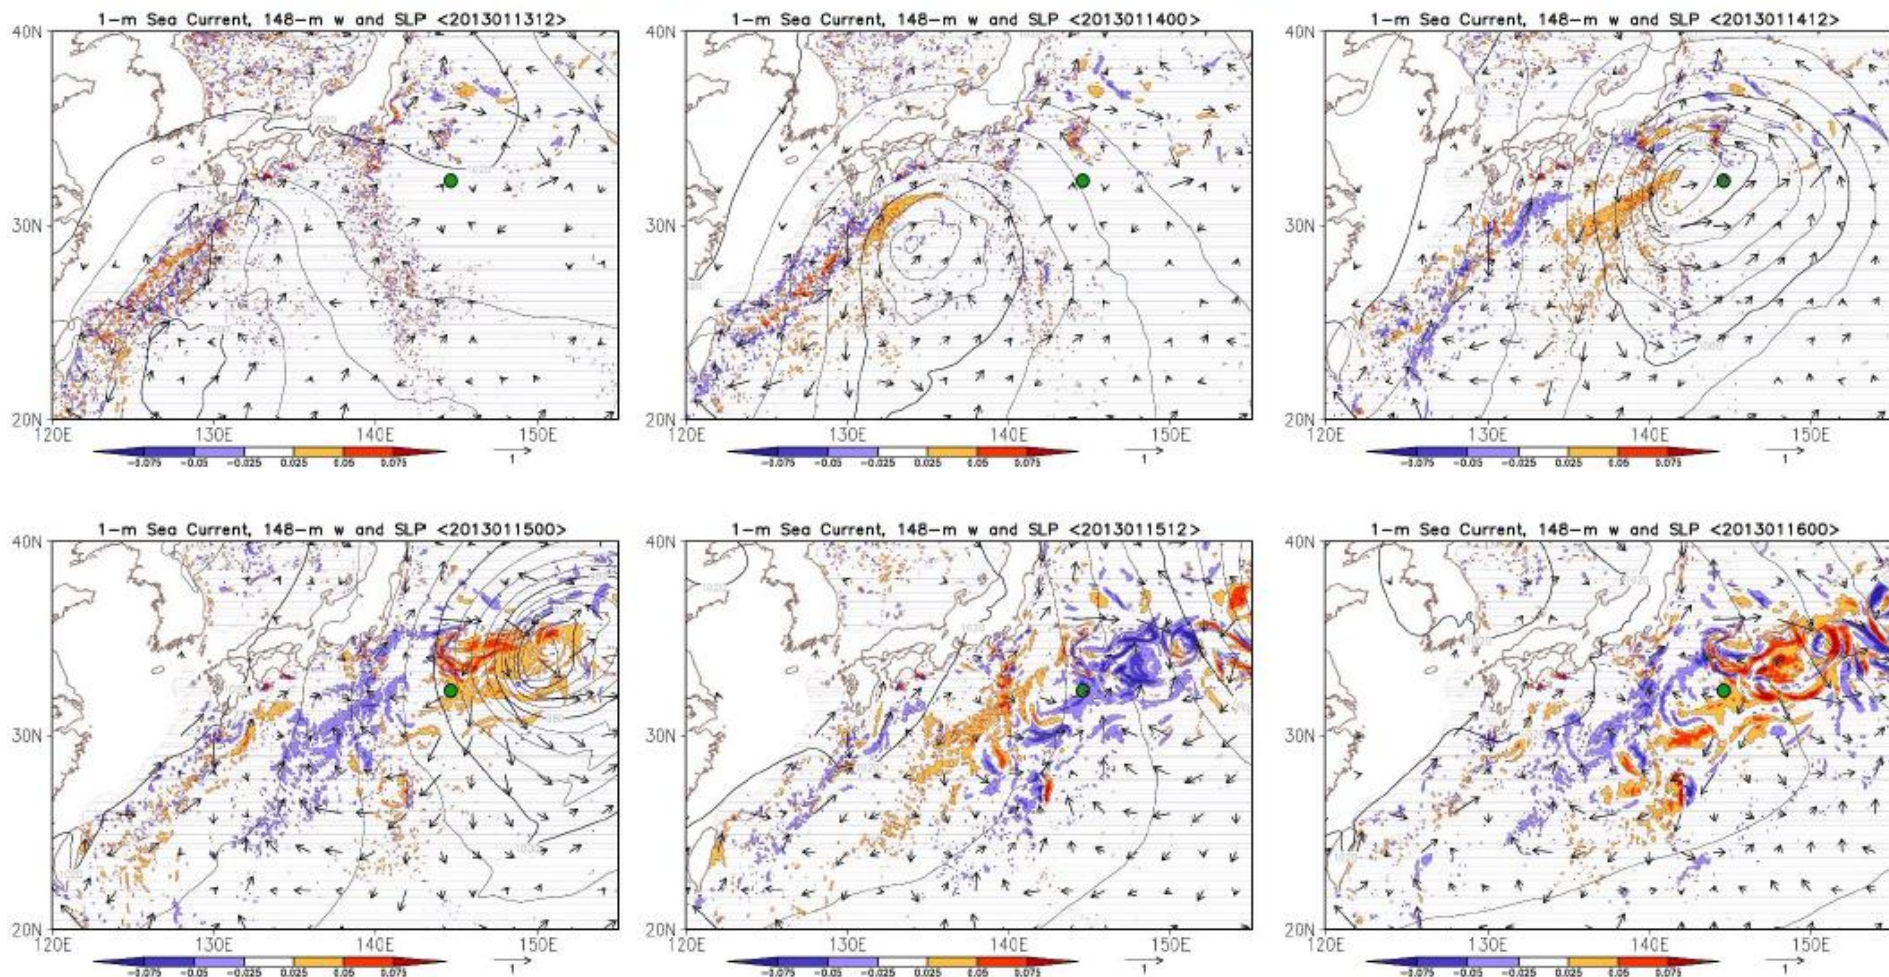 1-m Sea Current, 148-m w and SLP <2013011312>
40N
30N
20N
120E 130E 140E 150E
1020
1020
-0.075 -0.05 -0.025 0.025 0.05 0.075
1
1-m Sea Current, 148-m w and SLP <2013011400>
40N
30N
20N
120E 130E 140E 150E
-0.075 -0.05 -0.025 0.025 0.05 0.075
1
1-m Sea Current, 148-m w and SLP <2013011412>
40N
30N
20N
120E 130E 140E 150E
1000
-0.075 -0.05 -0.025 0.025 0.05 0.075
1
1-m Sea Current, 148-m w and SLP <2013011500>
40N
30N
20N
120E 130E 140E 150E
-0.075 -0.05 -0.025 0.025 0.05 0.075
1
1-m Sea Current, 148-m w and SLP <2013011512>
40N
30N
20N
120E 130E 140E 150E
1020
1020
-0.075 -0.05 -0.025 0.025 0.05 0.075
1
1-m Sea Current, 148-m w and SLP <2013011600>
40N
30N
20N
120E 130E 140E 150E
1020
1020
-0.075 -0.05 -0.025 0.025 0.05 0.075
1